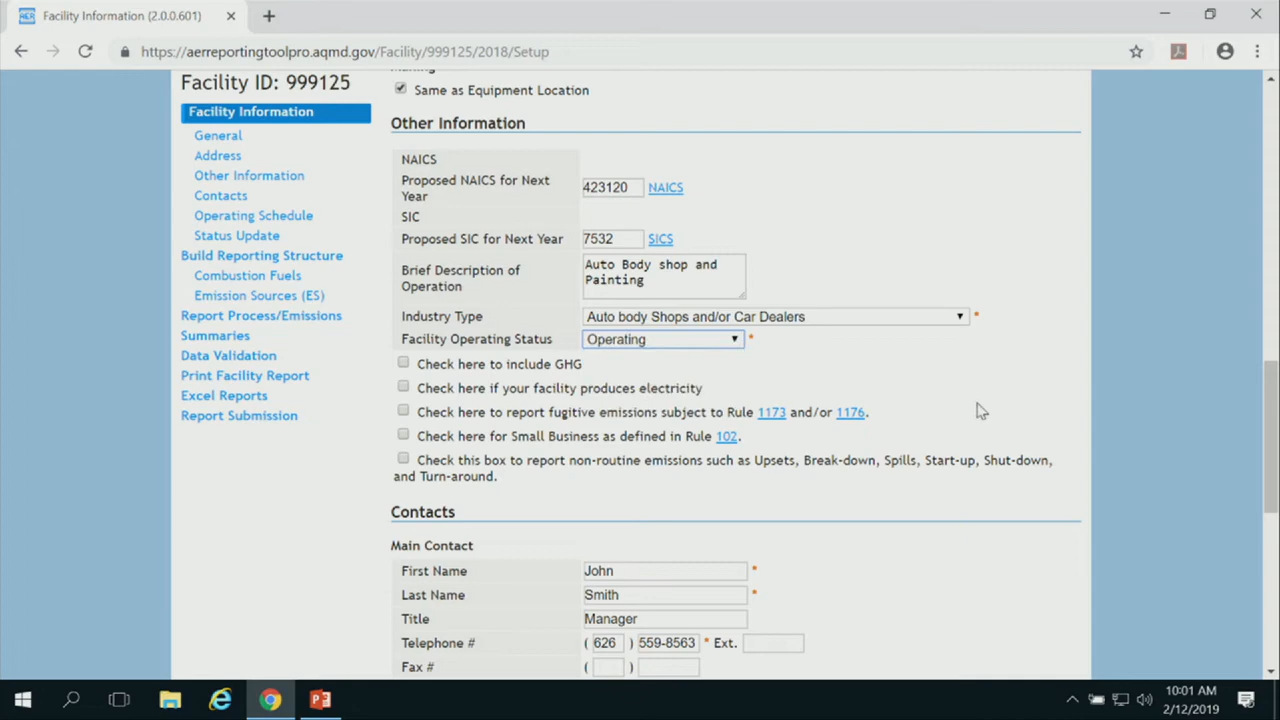 Facility Information (2.0.0.601)
https://aerreportingtoolpro.aqmd.gov/Facility/999125/2018/Setup
Facility ID: 999125
Facility Information
General
Address
Other Information
Contacts
Operating Schedule
Status Update
Build Reporting Structure
Combustion Fuels
Emission Sources (ES)
Report Process/Emissions
Summaries
Data Validation
Print Facility Report
Excel Reports
Report Submission
Same as Equipment Location
Other Information
NAICS
Proposed NAICS for Next Year 423120 NAICS
SIC
Proposed SIC for Next Year 7532 SICS
Brief Description of Operation
Auto Body shop and
Painting
Industry Type Auto body Shops and/or Car Dealers *
Facility Operating Status Operating *
Check here to include GHG
Check here if your facility produces electricity
Check here to report fugitive emissions subject to Rule 1173 and/or 1176.
Check here for Small Business as defined in Rule 102.
Check this box to report non-routine emissions such as Upsets, Break-down, Spills, Start-up, Shut-down,
and Turn-around.
Contacts
Main Contact
First Name John *
Last Name Smith *
Title Manager
Telephone # ( 626 ) 559-8563 * Ext.
Fax # ( )
10:01 AM
2/12/2019